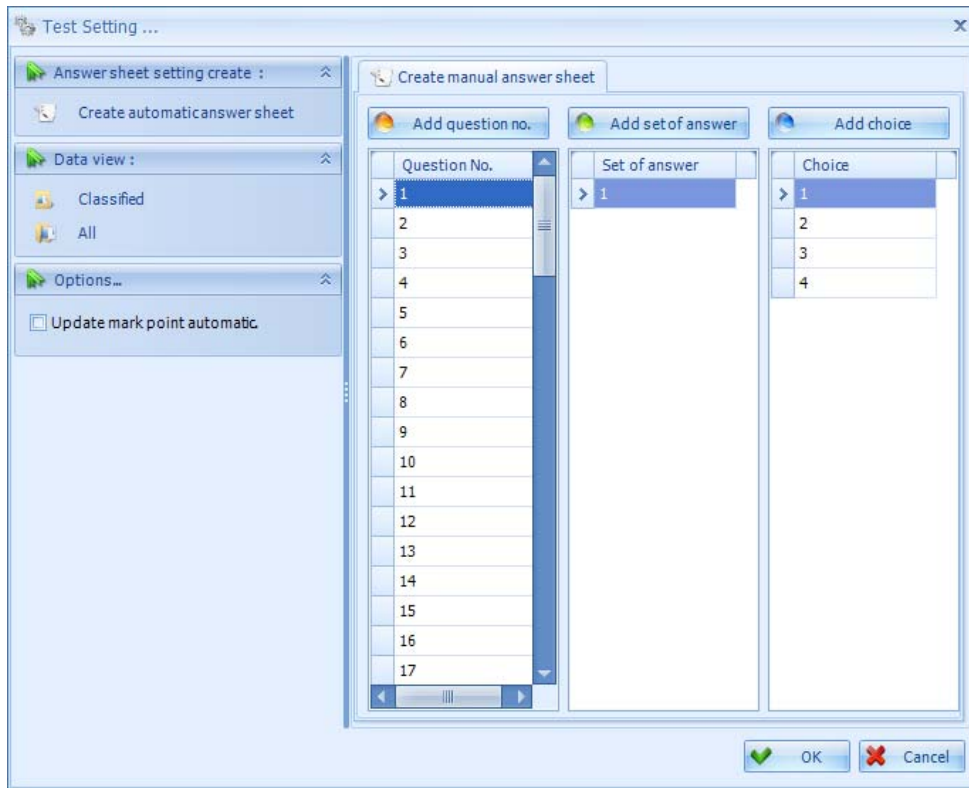 Test Setting ...
Answer sheet setting create :
Create automatic answer sheet
Data view :
Classified
All
Options...
Update mark point automatic.
Create manual answer sheet
Add question no.
Add set of answer
Add choice
Question No.
1
2
3
4
5
6
7
8
9
10
11
12
13
14
15
16
17
Set of answer
1
Choice
1
2
3
4
OK
Cancel